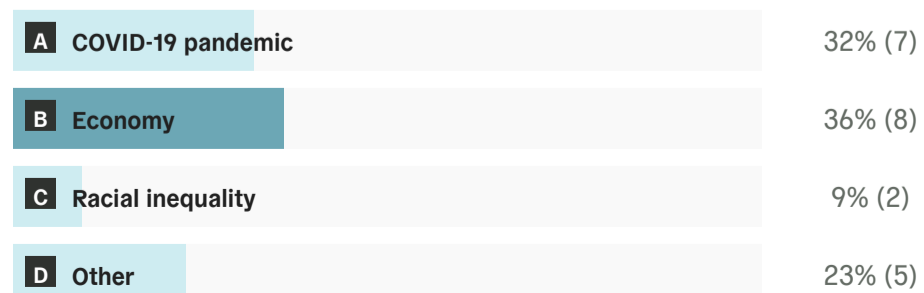 A COVID-19 pandemic 32% (7)
B Economy 36% (8)
C Racial inequality 9% (2)
D Other 23% (5)